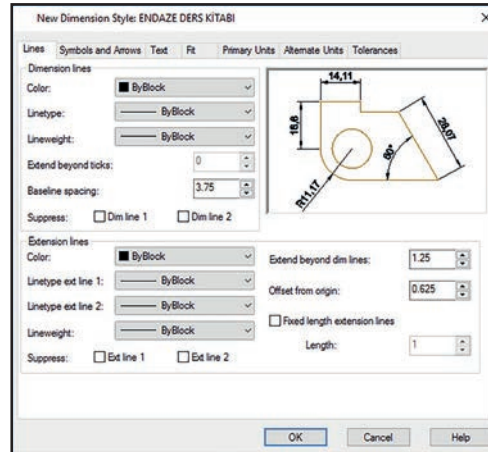 New Dimension Style: ENDAZE DERS KİTABI
Lines Symbols and Arrows Text Fit Primary Units Alternate Units Tolerances
Dimension lines
Color: ByBlock
Linetype: ByBlock
Lineweight: ByBlock
Extend beyond ticks: 0
Baseline spacing: 3.75
Suppress: Dim line 1 Dim line 2
14,11
16,6
28,07
60°
R11,17
Extension lines
Color: ByBlock
Linetype ext line 1: ByBlock
Linetype ext line 2: ByBlock
Lineweight: ByBlock
Suppress: Ext line 1 Ext line 2
Extend beyond dim lines: 1.25
Offset from origin: 0.625
Fixed length extension lines
Length: 1
OK Cancel Help